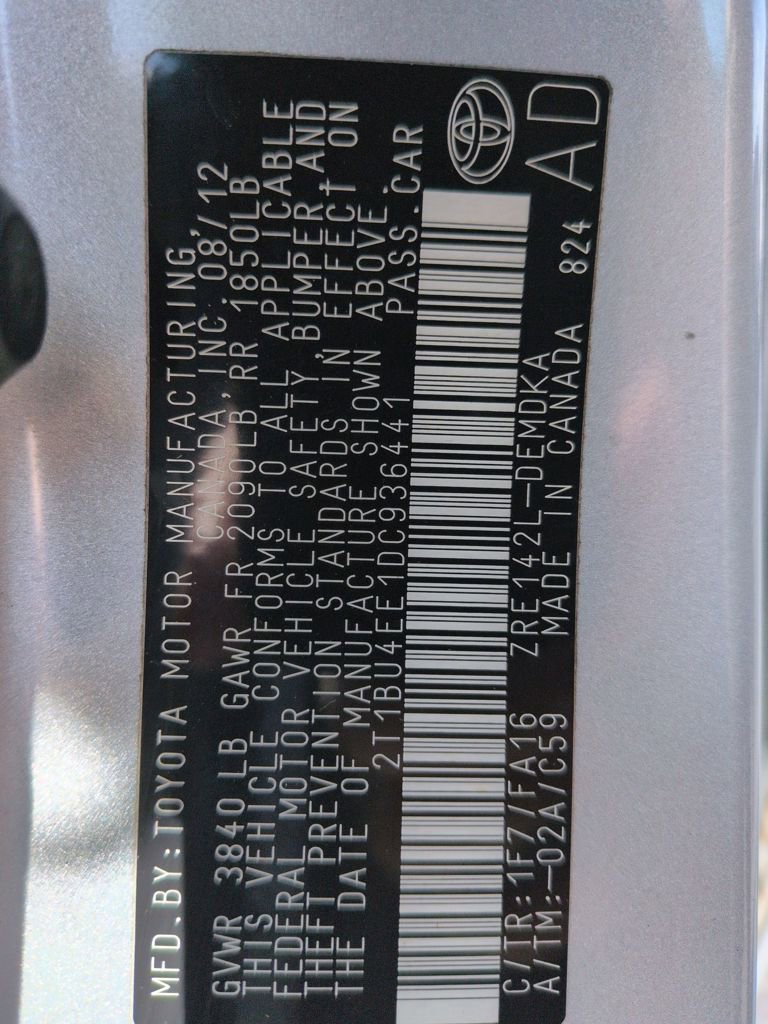 MFD.BY:TOYOTA MOTOR MANUFACTURING,
CANADA, INC. 08/12
GVWR 3840 LB GAWR FR 2090LB RR 1850LB
THIS VEHICLE CONFORMS TO ALL APPLICABLE
FEDERAL MOTOR VEHICLE SAFETY, BUMPER AND
THEFT PREVENTION STANDARDS IN EFFECT ON
THE DATE OF MANUFACTURE SHOWN ABOVE.
2T1BU4EE1DC936441 PASS.CAR
C/TR: 1F7/FA16 ZRE142L-DEMDKA
A/TM:-02A/C59 MADE IN CANADA 824
AD